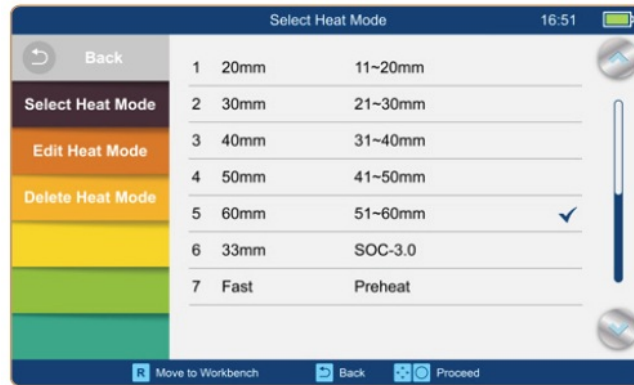 Select Heat Mode 16:51
Back
Select Heat Mode
Edit Heat Mode
Delete Heat Mode
1 20mm 11~20mm
2 30mm 21~30mm
3 40mm 31~40mm
4 50mm 41~50mm
5 60mm 51~60mm
6 33mm SOC-3.0
7 Fast Preheat
R Move to Workbench Back Proceed